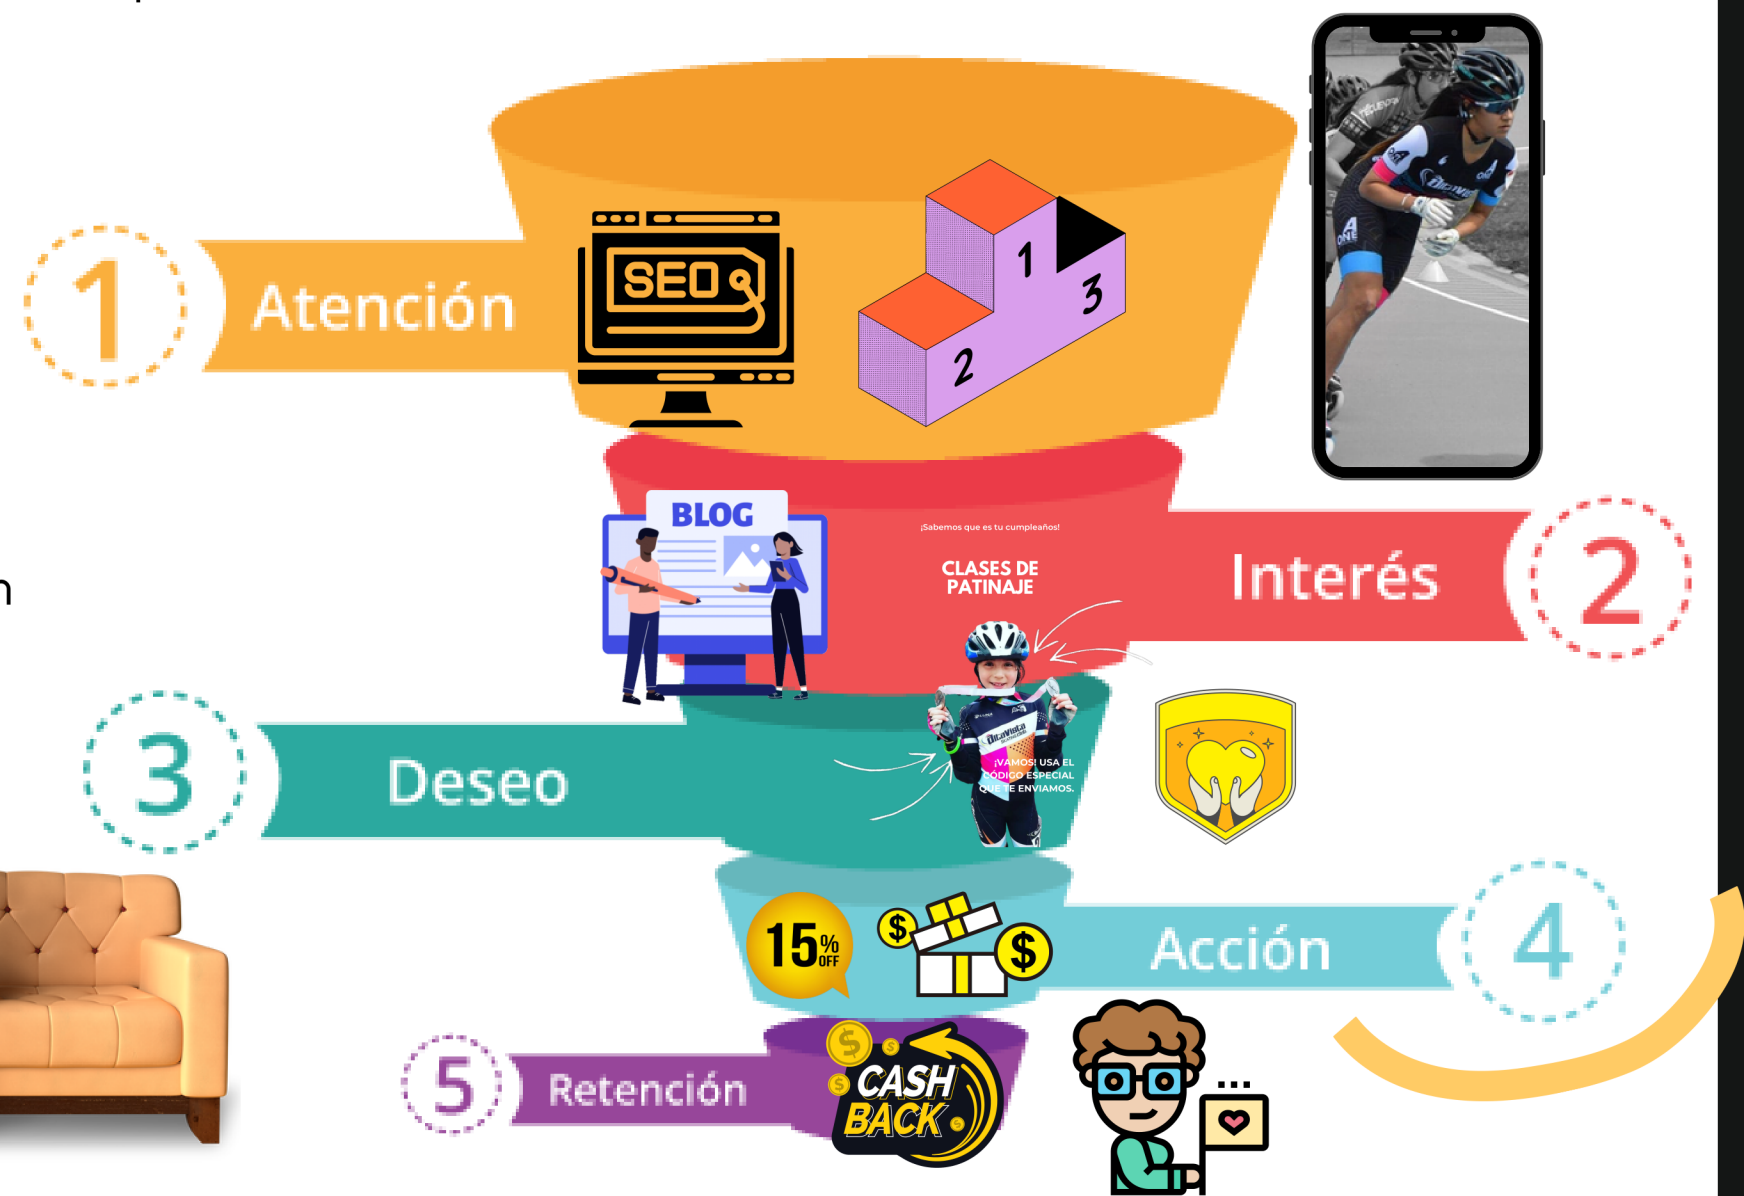 1
Atención
SEO
1
2
3
BLOG
¡Sabemos que es tu cumpleaños!
CLASES DE
PATINAJE
Interés
2
n
3
Deseo
¡VAMOS! USA EL
CÓDIGO ESPECIAL
QUE TE ENVIAMOS.
15%
OFF
$
$
Acción
4
5
Retención
$
$
$
CASH
BACK
...
A
ONE